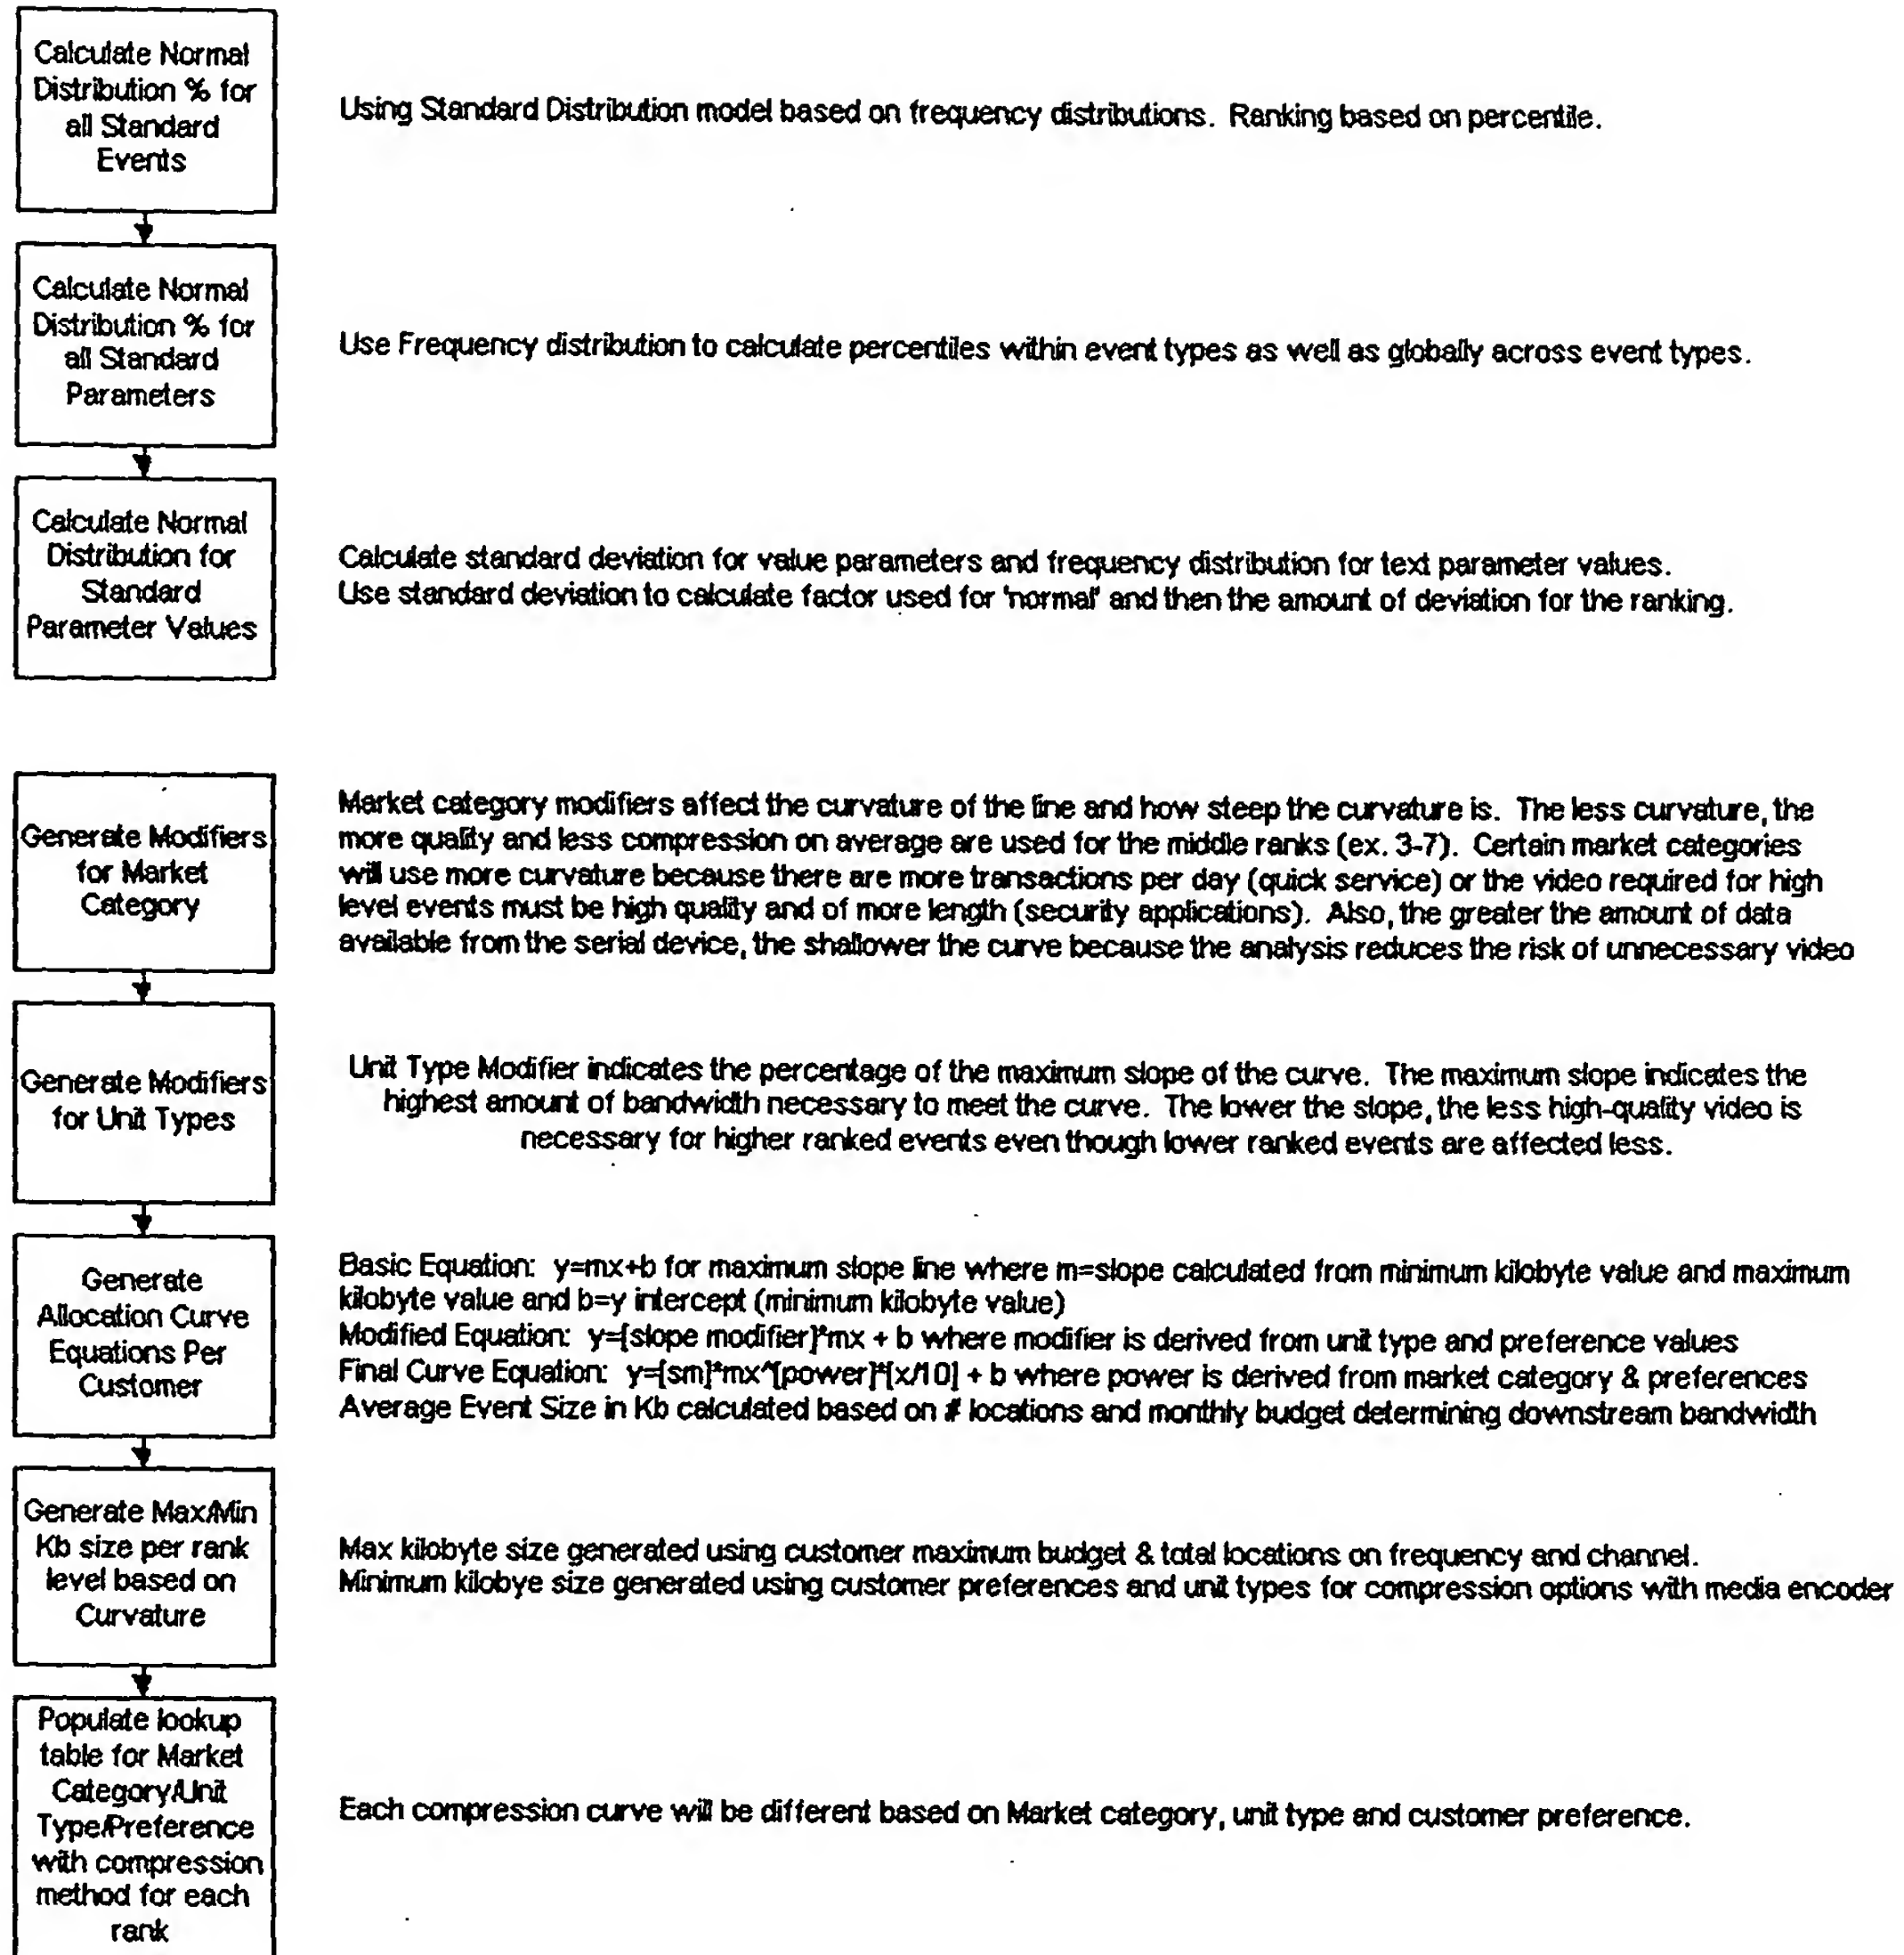 Calculate Normal
Distribution % for
all Standard
Events
Using Standard Distribution model based on frequency distributions. Ranking based on percentile.
Calculate Normal
Distribution % for
all Standard
Parameters
Use Frequency distribution to calculate percentiles within event types as well as globally across event types.
Calculate Normal
Distribution for
Standard
Parameter Values
Calculate standard deviation for value parameters and frequency distribution for text parameter values.
Use standard deviation to calculate factor used for 'normal' and then the amount of deviation for the ranking.
Generate Modifiers
for Market
Category
Market category modifiers affect the curvature of the line and how steep the curvature is. The less curvature, the
more quality and less compression on average are used for the middle ranks (ex. 3-7). Certain market categories
will use more curvature because there are more transactions per day (quick service) or the video required for high
level events must be high quality and of more length (security applications). Also, the greater the amount of data
available from the serial device, the shallower the curve because the analysis reduces the risk of unnecessary video
Generate Modifiers
for Unit Types
Unit Type Modifier indicates the percentage of the maximum slope of the curve. The maximum slope indicates the
highest amount of bandwidth necessary to meet the curve. The lower the slope, the less high-quality video is
necessary for higher ranked events even though lower ranked events are affected less.
Generate
Allocation Curve
Equations Per
Customer
Basic Equation: y=mx+b for maximum slope line where m=slope calculated from minimum kilobyte value and maximum
kilobyte value and b=y intercept (minimum kilobyte value)
Modified Equation: y=[slope modifier]*mx + b where modifier is derived from unit type and preference values
Final Curve Equation: y=[sm]*mx^[power]*[x/10] + b where power is derived from market category & preferences
Average Event Size in Kb calculated based on # locations and monthly budget determining downstream bandwidth
Generate Max/Min
Kb size per rank
level based on
Curvature
Max kilobyte size generated using customer maximum budget & total locations on frequency and channel.
Minimum kilobye size generated using customer preferences and unit types for compression options with media encoder
Populate lookup
table for Market
Category/Unit
Type/Preference
with compression
method for each
rank
Each compression curve will be different based on Market category, unit type and customer preference.